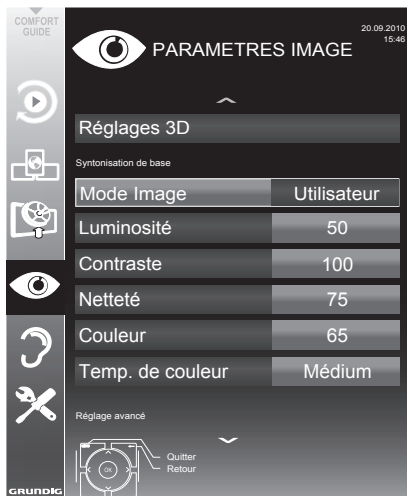 COMFORT
GUIDE
20.09.2010
15:46
PARAMETRES IMAGE
Réglages 3D
Syntonisation de base
Mode Image Utilisateur
Luminosité 50
Contraste 100
Netteté 75
Couleur 65
Temp. de couleur Médium
Réglage avancé
Quitter
OK
Retour
GRUNDIG